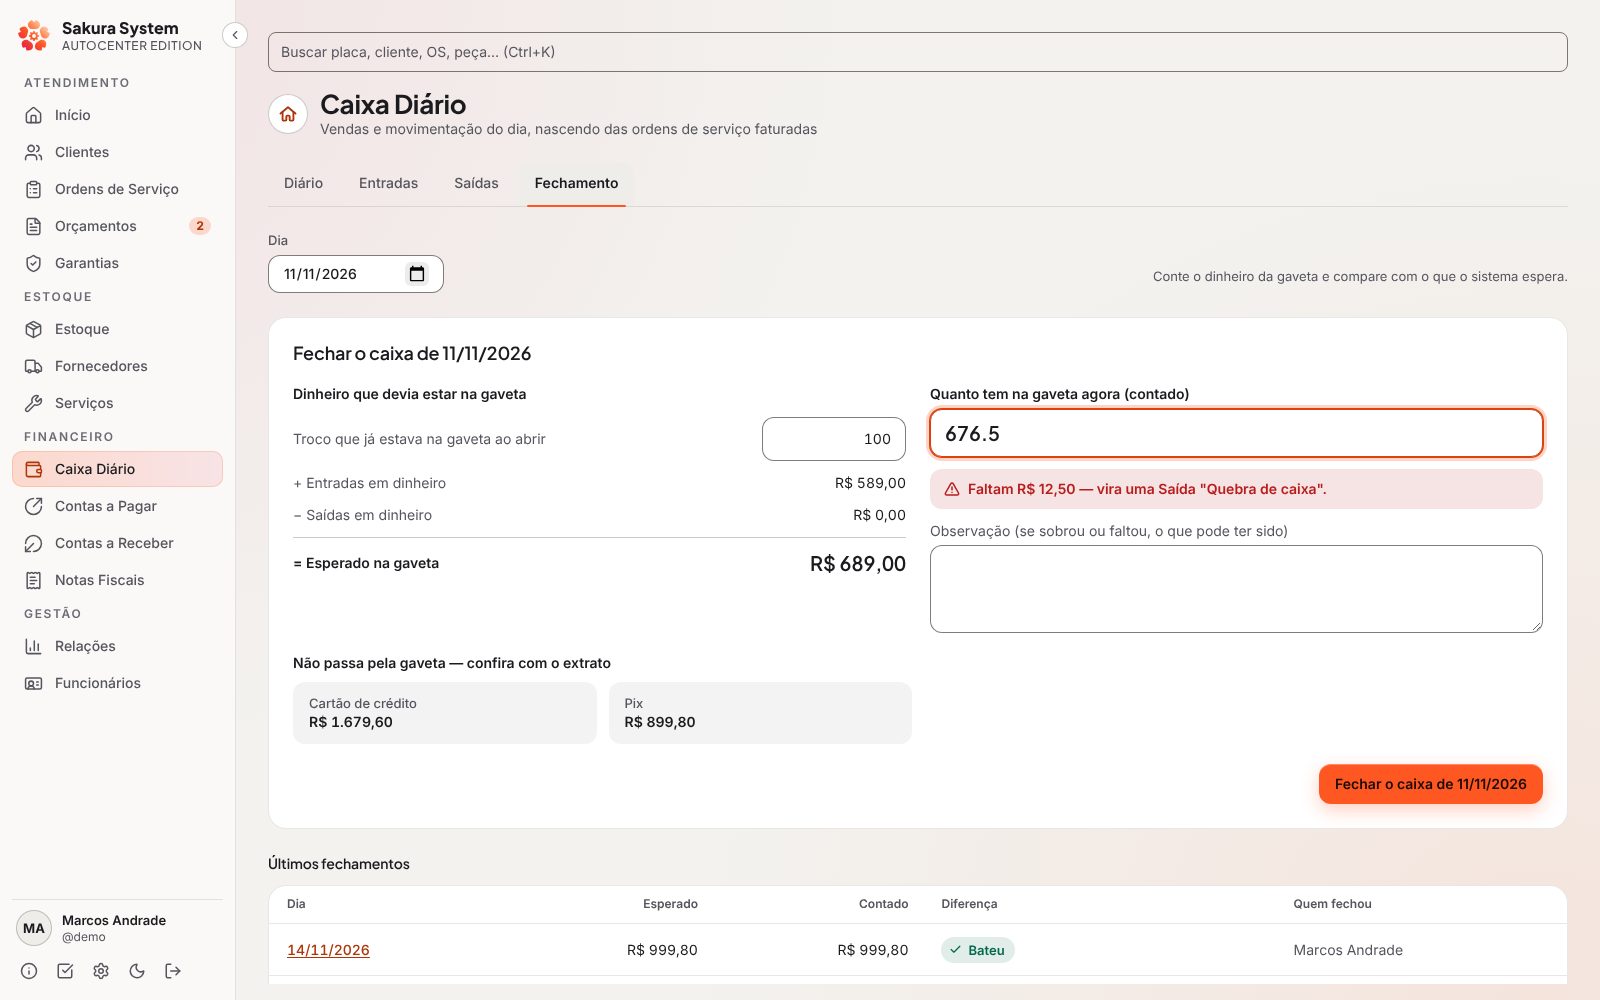 Sakura System
AUTOCENTER EDITION
ATENDIMENTO
Início
Clientes
Ordens de Serviço
Orçamentos 2
Garantias
ESTOQUE
Estoque
Fornecedores
Serviços
FINANCEIRO
Caixa Diário
Contas a Pagar
Contas a Receber
Notas Fiscais
GESTÃO
Relações
Funcionários
MA
Marcos Andrade
@demo
Buscar placa, cliente, OS, peça... (Ctrl+K)
Caixa Diário
Vendas e movimentação do dia, nascendo das ordens de serviço faturadas
Diário Entradas Saídas Fechamento
Dia
11/11/2026
Conte o dinheiro da gaveta e compare com o que o sistema espera.
Fechar o caixa de 11/11/2026
Dinheiro que devia estar na gaveta
Troco que já estava na gaveta ao abrir 100
+ Entradas em dinheiro R$ 589,00
− Saídas em dinheiro R$ 0,00
= Esperado na gaveta R$ 689,00
Quanto tem na gaveta agora (contado)
676.5
Faltam R$ 12,50 — vira uma Saída "Quebra de caixa".
Observação (se sobrou ou faltou, o que pode ter sido)
Não passa pela gaveta — confira com o extrato
Cartão de crédito
R$ 1.679,60
Pix
R$ 899,80
Fechar o caixa de 11/11/2026
Últimos fechamentos
Dia Esperado Contado Diferença Quem fechou
14/11/2026 R$ 999,80 R$ 999,80 Bateu Marcos Andrade